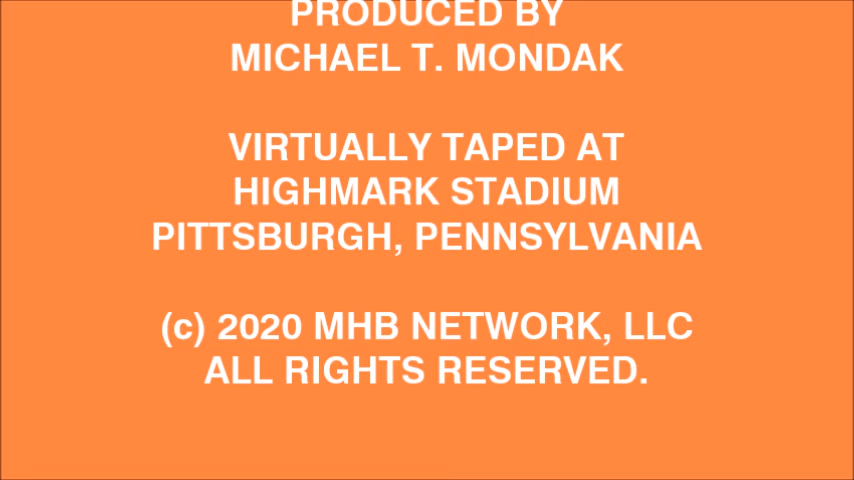 PRODUCED BY
MICHAEL T. MONDAK
VIRTUALLY TAPED AT
HIGHMARK STADIUM
PITTSBURGH, PENNSYLVANIA
(c) 2020 MHB NETWORK, LLC
ALL RIGHTS RESERVED.